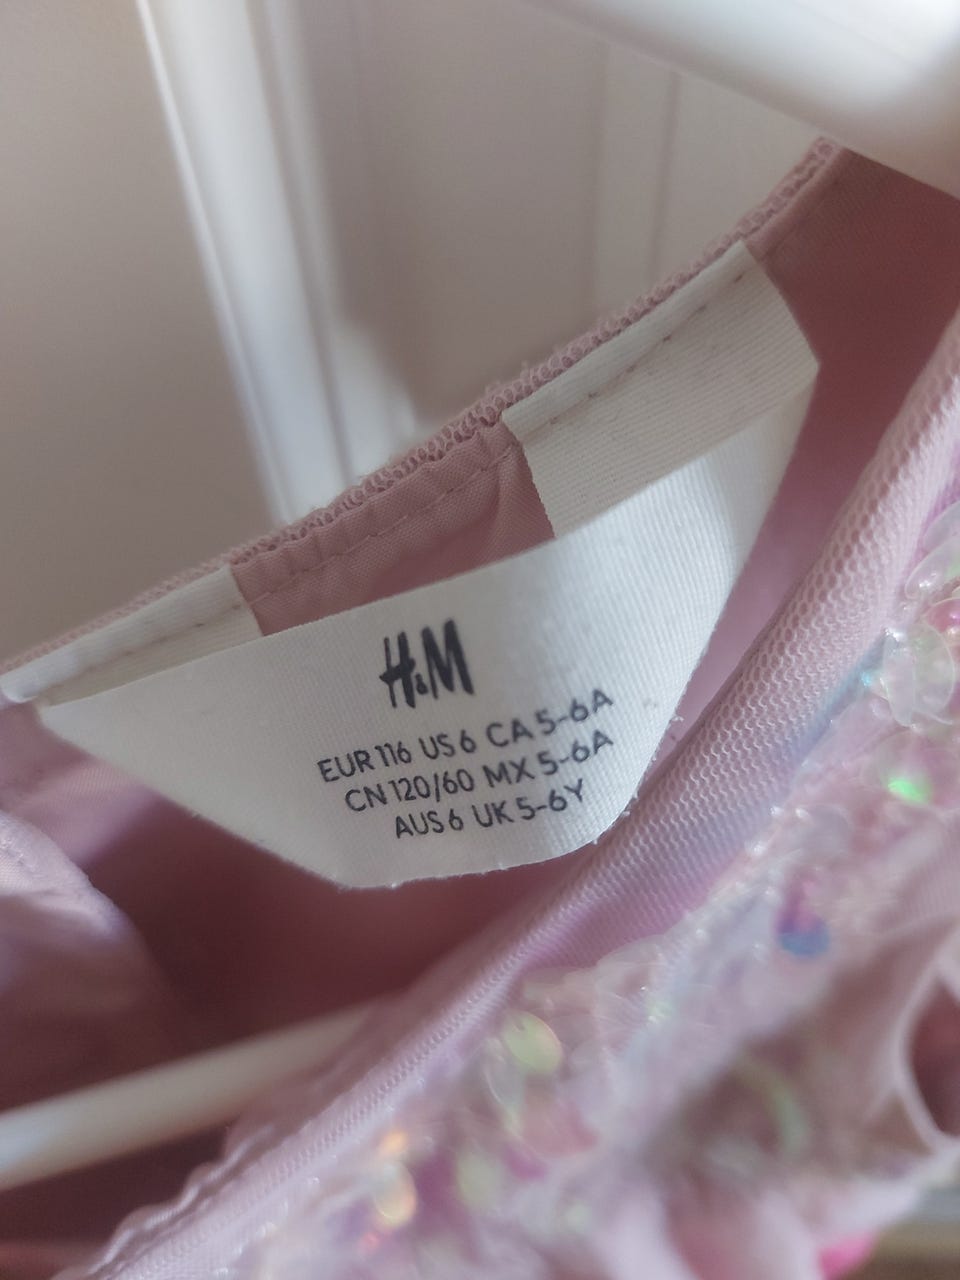 H&M
EUR 116 US 6 CA 5-6A
CN 120/60 MX 5-6A
AUS 6 UK 5-6Y